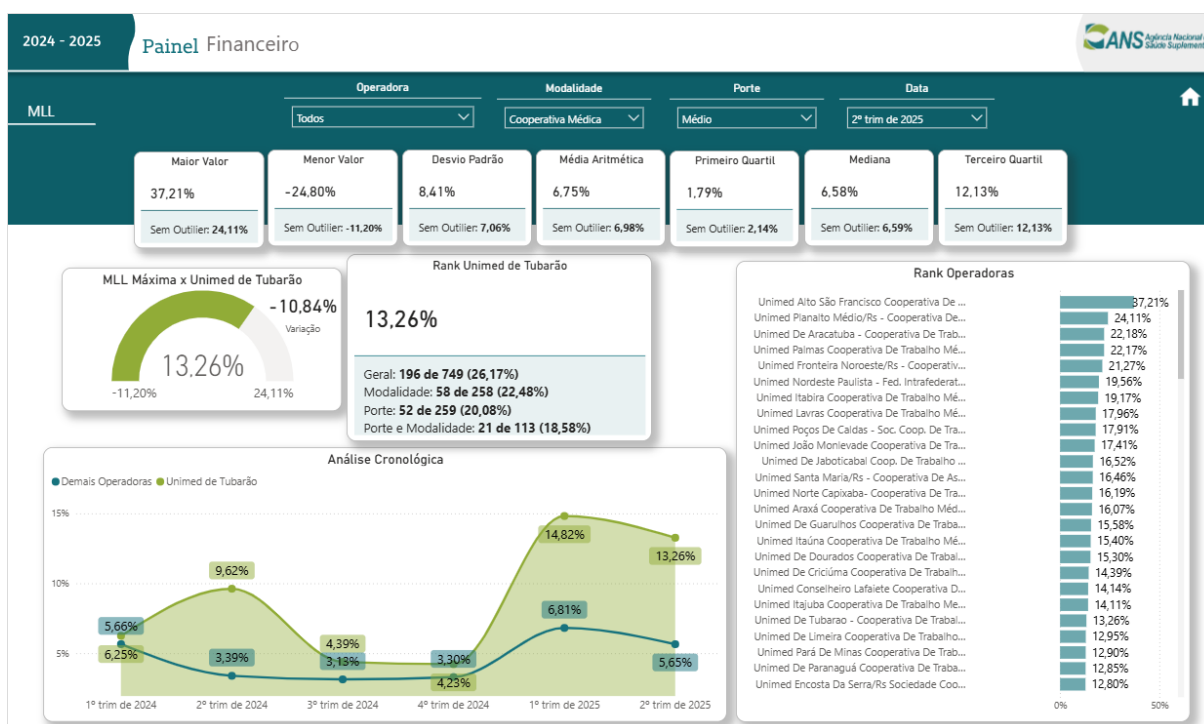 2024 - 2025
Painel Financeiro
ANS Agência Nacional
Saúde Suplement
MLL
Operadora
Todos
Modalidade
Cooperativa Médica
Porte
Médio
Data
2º trim de 2025
Maior Valor
37,21%
Sem Outilier: 24,11%
Menor Valor
-24,80%
Sem Outilier: -11,20%
Desvio Padrão
8,41%
Sem Outilier: 7,06%
Média Aritmética
6,75%
Sem Outilier: 6,98%
Primeiro Quartil
1,79%
Sem Outilier: 2,14%
Mediana
6,58%
Sem Outilier: 6,59%
Terceiro Quartil
12,13%
Sem Outilier: 12,13%
MLL Máxima x Unimed de Tubarão
-10,84%
Variação
13,26%
-11,20%
24,11%
Rank Unimed de Tubarão
13,26%
Geral: 196 de 749 (26,17%)
Modalidade: 58 de 258 (22,48%)
Porte: 52 de 259 (20,08%)
Porte e Modalidade: 21 de 113 (18,58%)
Rank Operadoras
Unimed Alto São Francisco Cooperativa De ... 37,21%
Unimed Planalto Médio/Rs - Cooperativa De... 24,11%
Unimed De Aracatuba - Cooperativa De Trab... 22,18%
Unimed Palmas Cooperativa De Trabalho Mé... 22,17%
Unimed Fronteira Noroeste/Rs - Cooperativ... 21,27%
Unimed Nordeste Paulista - Fed. Intrafederat... 19,56%
Unimed Itabira Cooperativa De Trabalho Mé... 19,17%
Unimed Lavras Cooperativa De Trabalho Mé... 17,96%
Unimed Poços De Caldas - Soc. Coop. De Tra... 17,91%
Unimed João Monlevade Cooperativa De Tra... 17,41%
Unimed De Jaboticabal Coop. De Trabalho ... 16,52%
Unimed Santa Maria/Rs - Cooperativa De As... 16,46%
Unimed Norte Capixaba- Cooperativa De Tra... 16,19%
Unimed Araxá Cooperativa De Trabalho Méd... 16,07%
Unimed De Guarulhos Cooperativa De Traba... 15,58%
Unimed Itaúna Cooperativa De Trabalho Mé... 15,40%
Unimed De Dourados Cooperativa De Trabal... 15,30%
Unimed De Criciúma Cooperativa De Trabalh... 14,39%
Unimed Conselheiro Lafaiete Cooperativa D... 14,14%
Unimed Itajuba Cooperativa De Trabalho Me... 14,11%
Unimed De Tubarao - Cooperativa De Trabal... 13,26%
Unimed De Limeira Cooperativa De Trabalho... 12,95%
Unimed Pará De Minas Cooperativa De Trab... 12,90%
Unimed De Paranaguá Cooperativa De Traba... 12,85%
Unimed Encosta Da Serra/Rs Sociedade Coo... 12,80%
0% 50%
Análise Cronológica
Demais Operadoras Unimed de Tubarão
15%
10%
5%
5,66%
6,25%
9,62%
3,39%
4,39%
3,13%
3,30%
4,23%
14,82%
6,81%
13,26%
5,65%
1º trim de 2024 2º trim de 2024 3º trim de 2024 4º trim de 2024 1º trim de 2025 2º trim de 2025